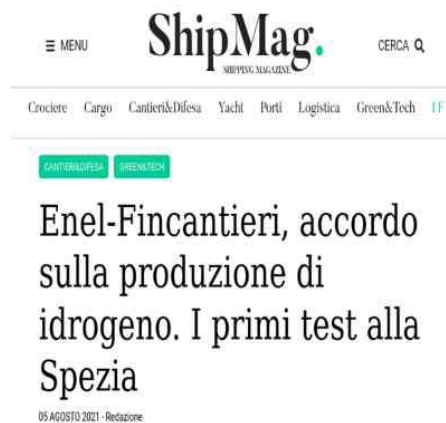 ≡ MENU
ShipMag.
SHIPPING MAGAZINE
CERCA
Crociere Cargo Cantieri&Difesa Yacht Porti Logistica Green&Tech I F
CANTIERI&DIFESA GREEN&TECH
Enel-Fincantieri, accordo
sulla produzione di
idrogeno. I primi test alla
Spezia
05 AGOSTO 2021 - Redazione